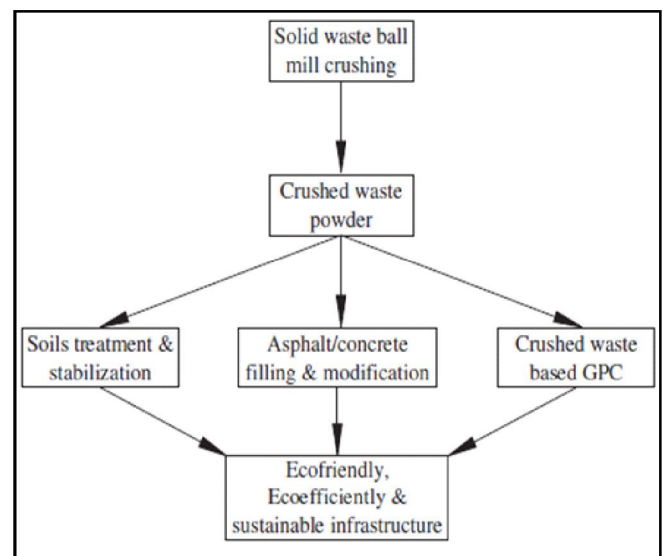 Solid waste ball
mill crushing
Crushed waste
powder
Soils treatment &
stabilization
Asphalt/concrete
filling & modification
Crushed waste
based GPC
Ecofriendly,
Ecoefficiently &
sustainable infrastructure